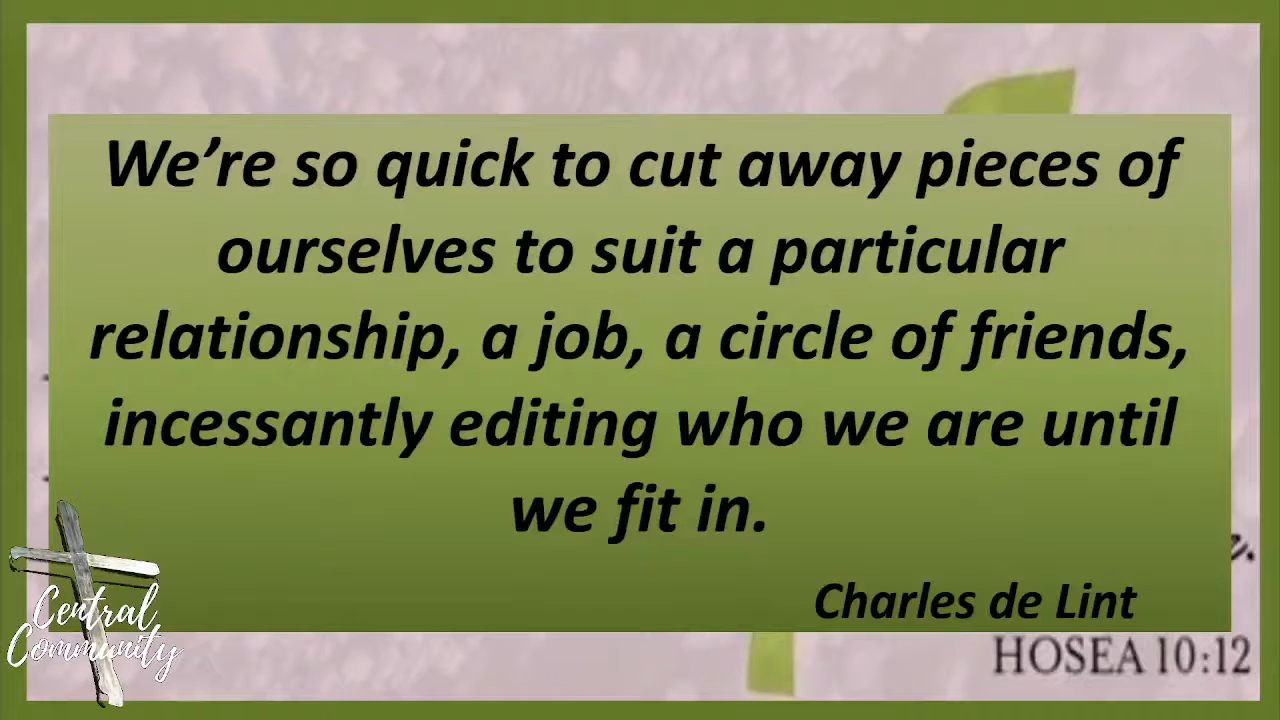 We’re so quick to cut away pieces of
ourselves to suit a particular
relationship, a job, a circle of friends,
incessantly editing who we are until
we fit in.
Charles de Lint
Central
Community
HOSEA 10:12